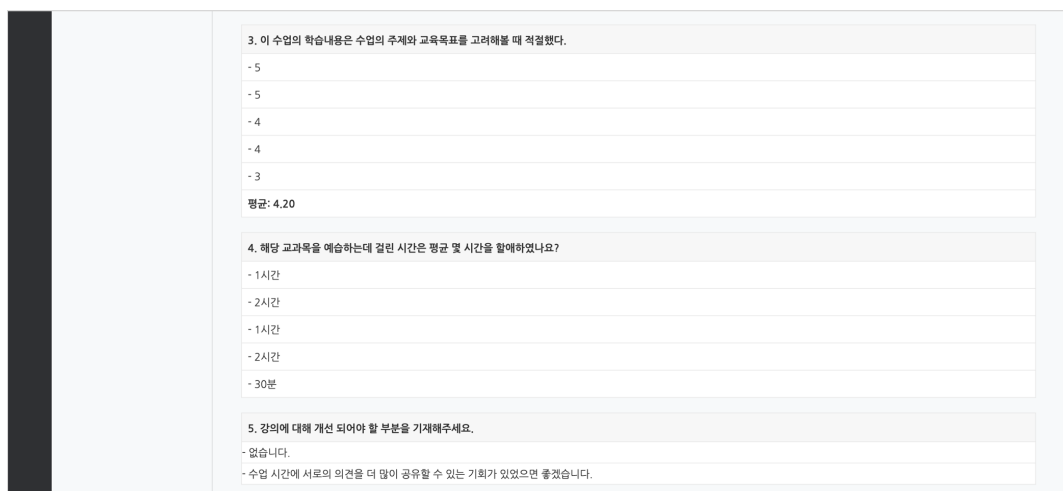 3. 이 수업의 학습내용은 수업의 주제와 교육목표를 고려해볼 때 적절했다.
- 5
- 5
- 4
- 4
- 3
평균: 4.20
4. 해당 교과목을 예습하는데 걸린 시간은 평균 몇 시간을 할애하였나요?
- 1시간
- 2시간
- 1시간
- 2시간
- 30분
5. 강의에 대해 개선 되어야 할 부분을 기재해주세요.
- 없습니다.
- 수업 시간에 서로의 의견을 더 많이 공유할 수 있는 기회가 있었으면 좋겠습니다.